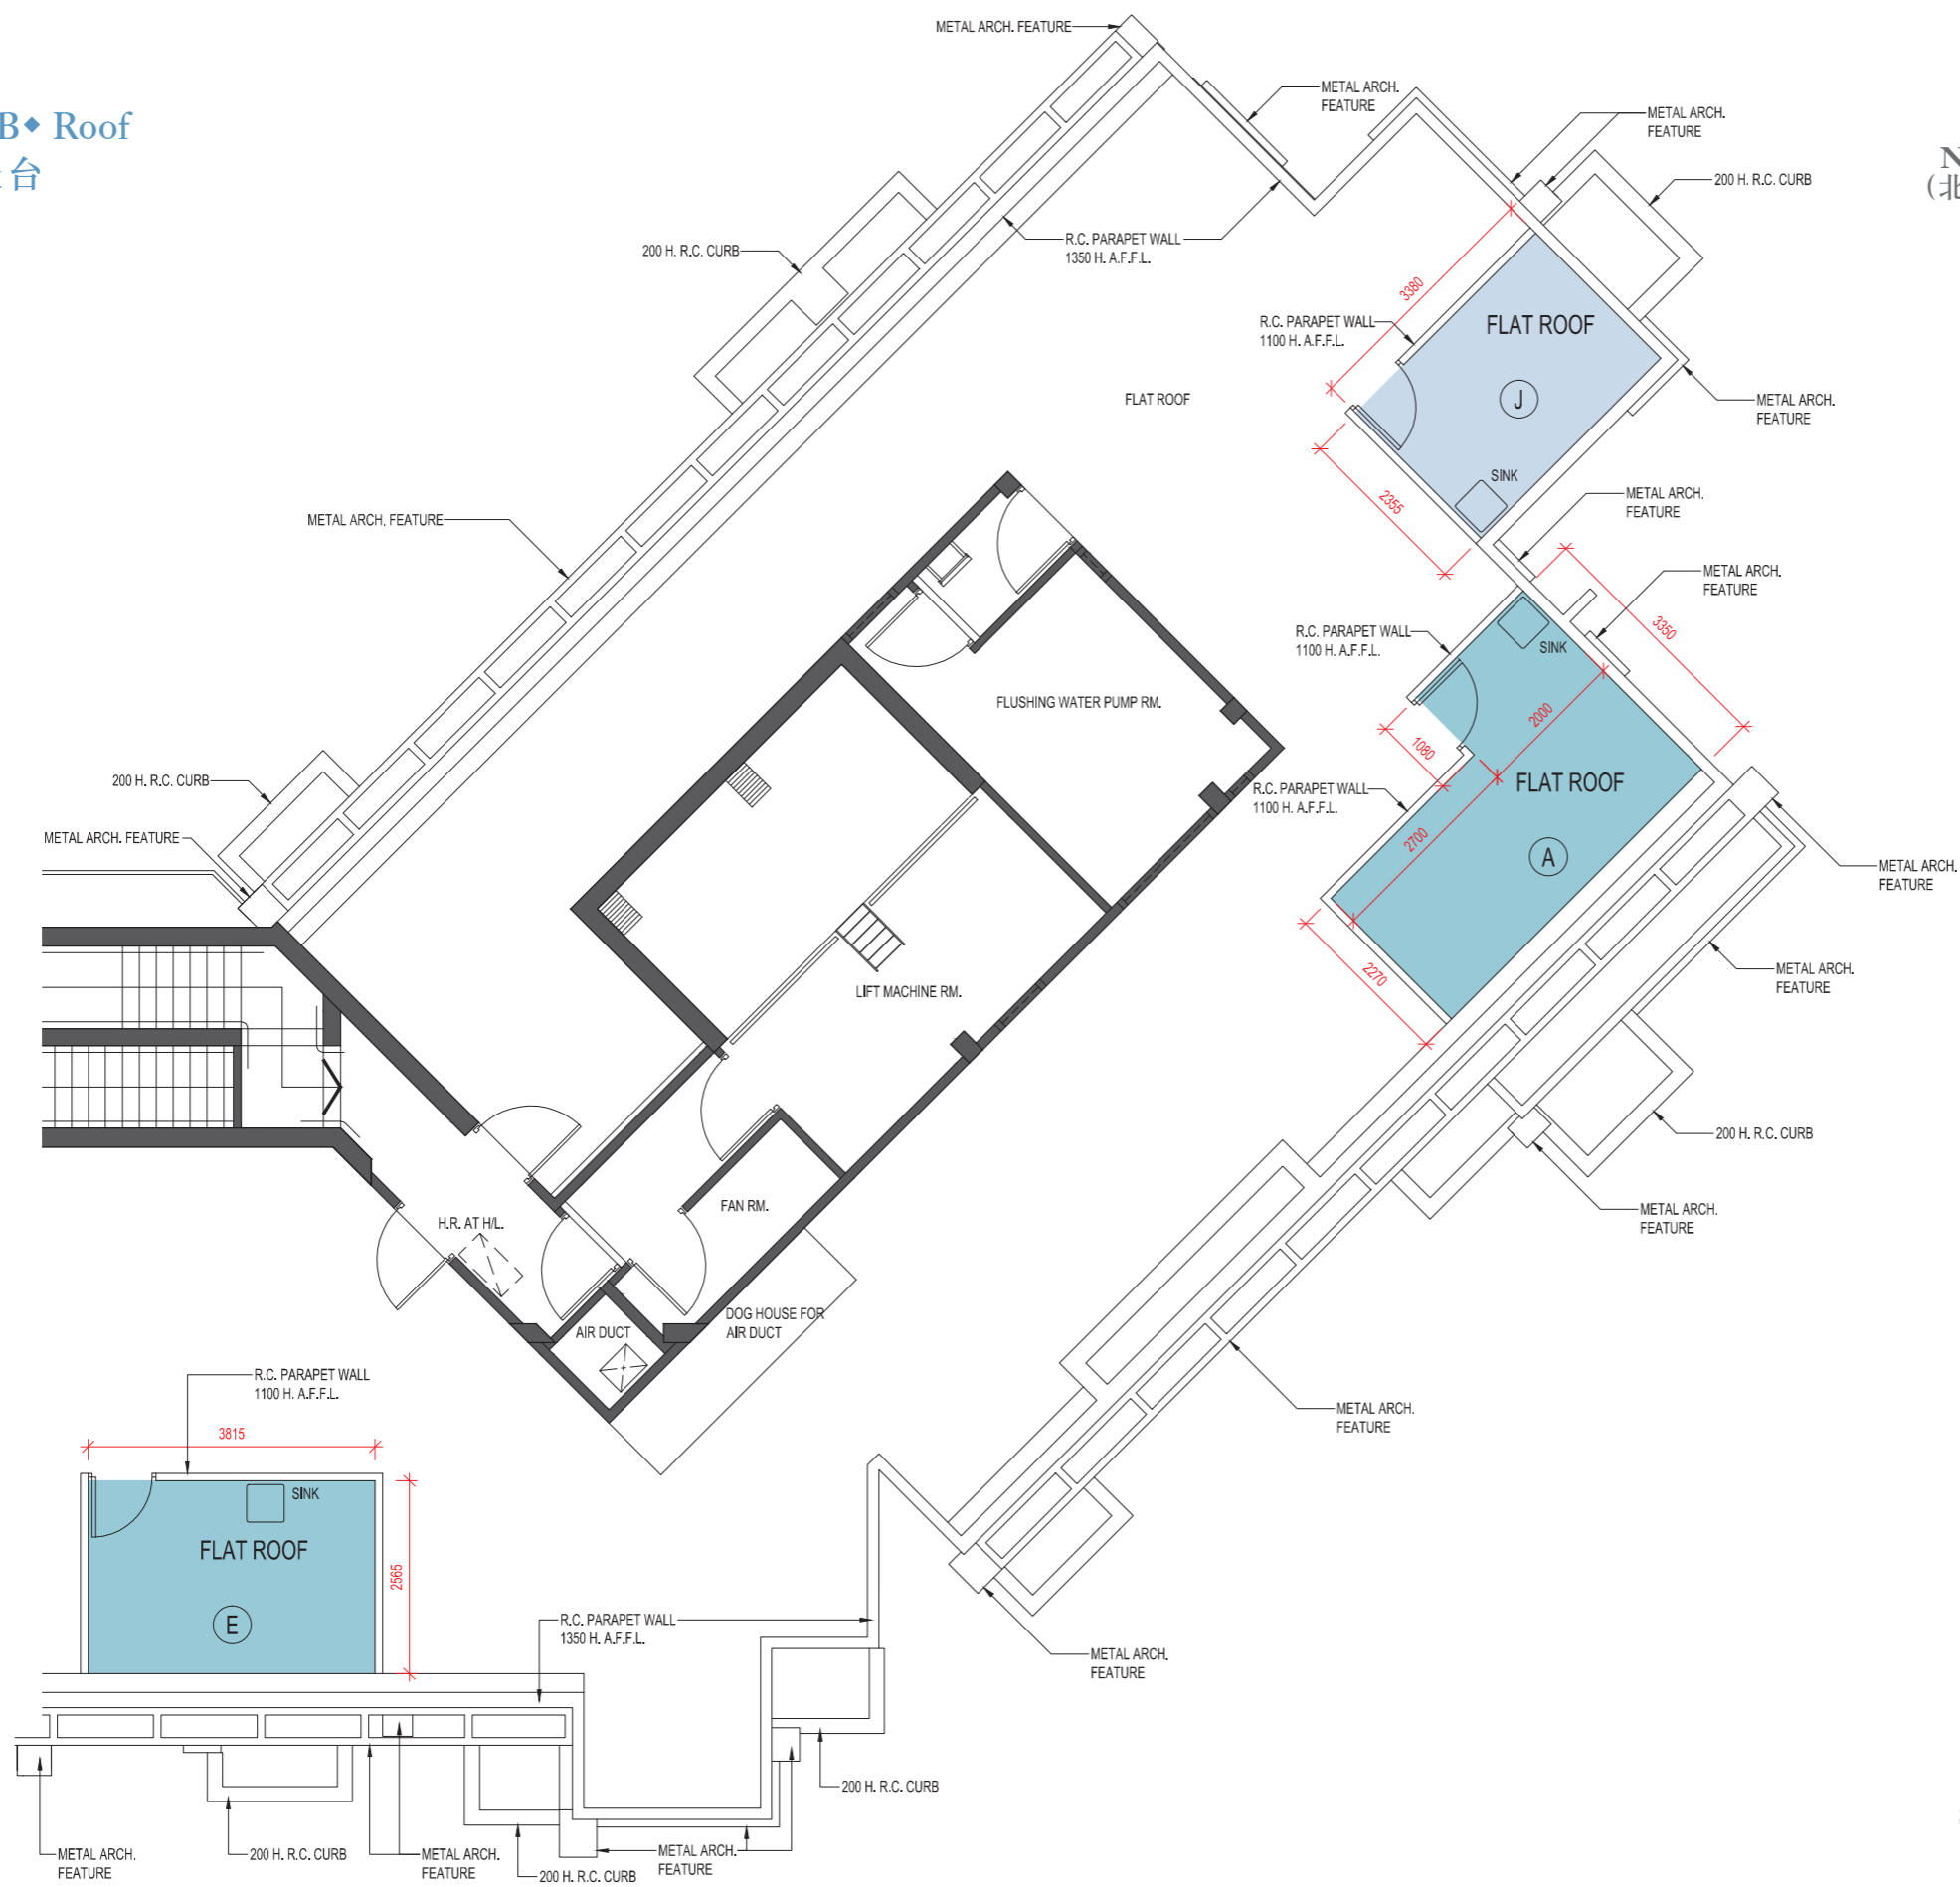 B◆ Roof
台
N
(北
METAL ARCH. FEATURE
METAL ARCH.
FEATURE
METAL ARCH.
FEATURE
200 H. R.C. CURB
200 H. R.C. CURB
R.C. PARAPET WALL
1350 H. A.F.F.L.
3380
R.C. PARAPET WALL
1100 H. A.F.F.L.
FLAT ROOF
J
SINK
2355
FLAT ROOF
METAL ARCH.
FEATURE
METAL ARCH. FEATURE
METAL ARCH.
FEATURE
METAL ARCH.
FEATURE
3350
R.C. PARAPET WALL
1100 H. A.F.F.L.
SINK
2000
1080
FLUSHING WATER PUMP RM.
R.C. PARAPET WALL
1100 H. A.F.F.L.
FLAT ROOF
A
2700
2270
200 H. R.C. CURB
METAL ARCH. FEATURE
METAL ARCH.
FEATURE
METAL ARCH.
FEATURE
LIFT MACHINE RM.
200 H. R.C. CURB
METAL ARCH.
FEATURE
FAN RM.
H.R. AT H/L.
DOG HOUSE FOR
AIR DUCT
AIR DUCT
METAL ARCH.
FEATURE
R.C. PARAPET WALL
1100 H. A.F.F.L.
3815
SINK
FLAT ROOF
2565
E
R.C. PARAPET WALL
1350 H. A.F.F.L.
METAL ARCH.
FEATURE
200 H. R.C. CURB
METAL ARCH.
FEATURE
200 H. R.C. CURB
METAL ARCH.
FEATURE
200 H. R.C. CURB
METAL ARCH.
FEATURE